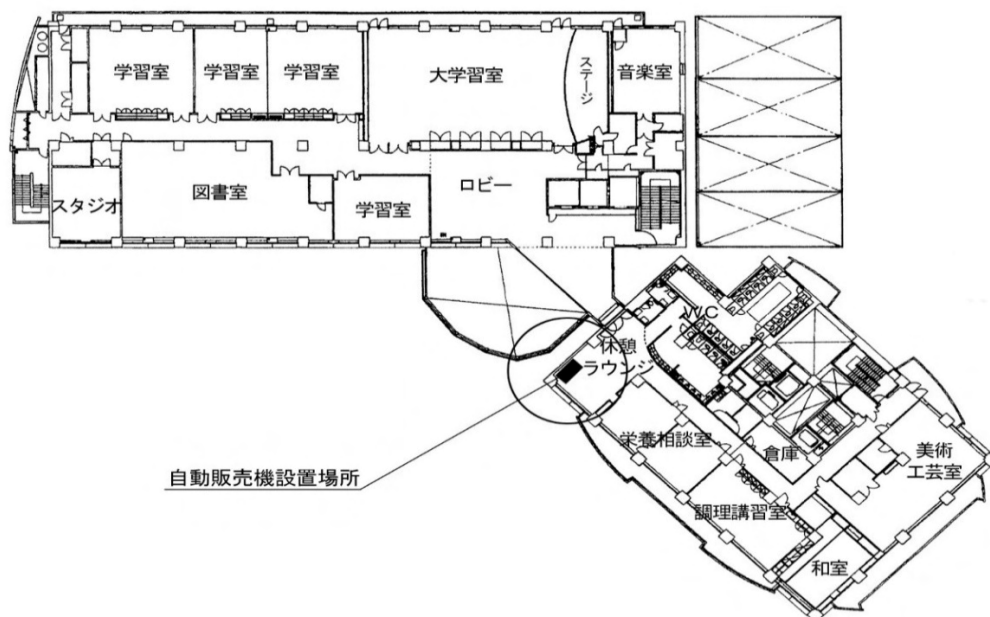 学習室
学習室
学習室
大学習室
ステージ
音楽室
スタジオ
図書室
学習室
ロビー
WC
休憩
ラウンジ
栄養相談室
倉庫
美術
工芸室
自動販売機設置場所
調理講習室
和室